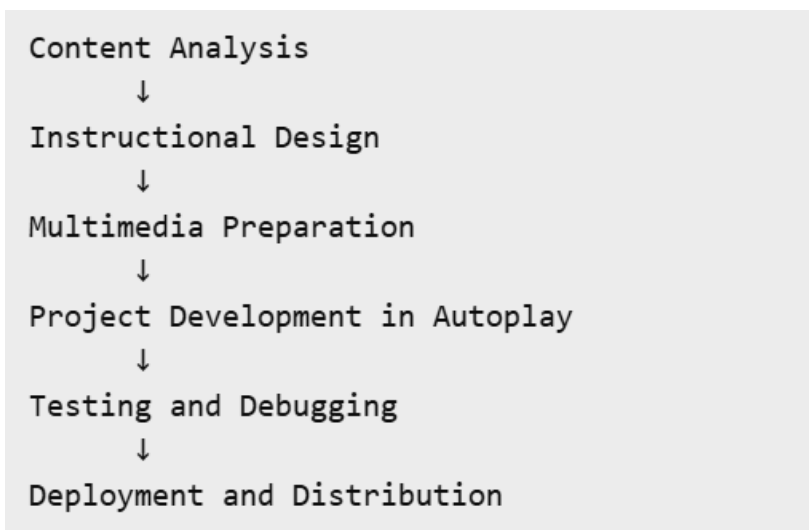 Content Analysis
↓
Instructional Design
↓
Multimedia Preparation
↓
Project Development in Autoplay
↓
Testing and Debugging
↓
Deployment and Distribution